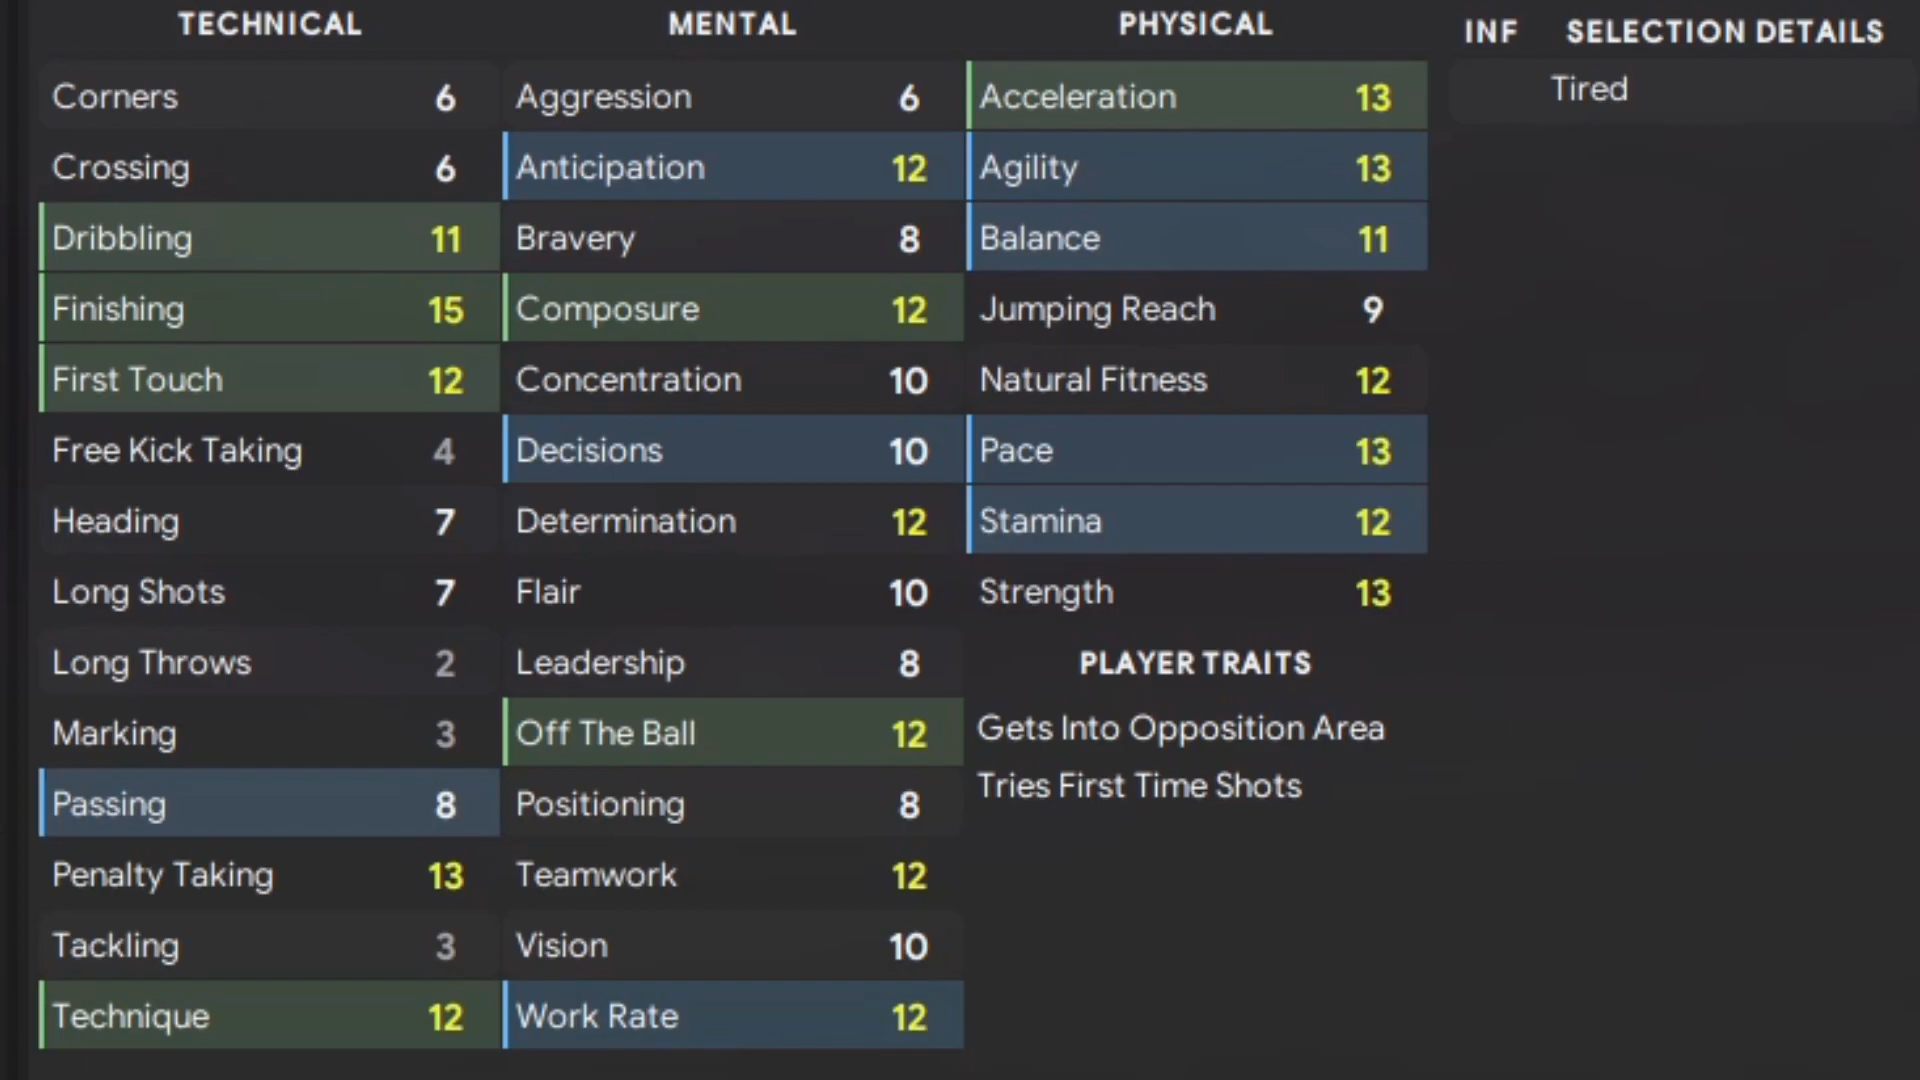 TECHNICAL
Corners 6
Crossing 6
Dribbling 11
Finishing 15
First Touch 12
Free Kick Taking 4
Heading 7
Long Shots 7
Long Throws 2
Marking 3
Passing 8
Penalty Taking 13
Tackling 3
Technique 12
MENTAL
Aggression 6
Anticipation 12
Bravery 8
Composure 12
Concentration 10
Decisions 10
Determination 12
Flair 10
Leadership 8
Off The Ball 12
Positioning 8
Teamwork 12
Vision 10
Work Rate 12
PHYSICAL
Acceleration 13
Agility 13
Balance 11
Jumping Reach 9
Natural Fitness 12
Pace 13
Stamina 12
Strength 13
PLAYER TRAITS
Gets Into Opposition Area
Tries First Time Shots
INF SELECTION DETAILS
Tired